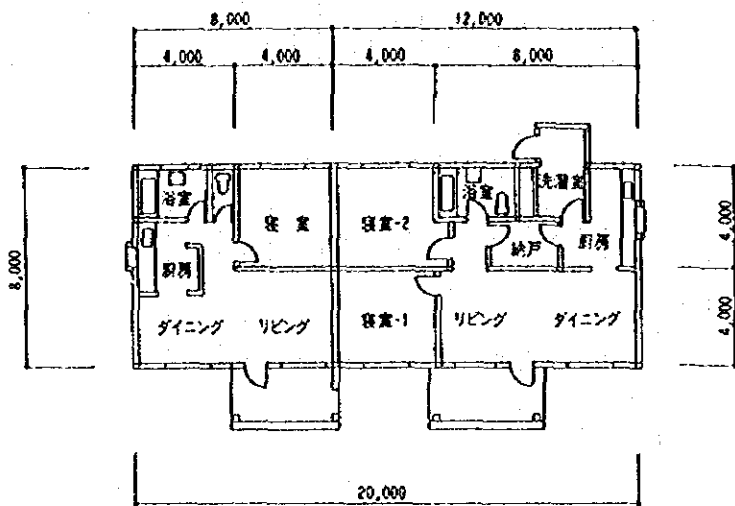 8,000 12,000
4,000 4,000 4,000 8,000
浴室 浴室 洗濯室
寝 室 寝室-2 納戸 厨房
厨房
ダイニング リビング 寝室-1 リビング ダイニング
8,000
4,000
4,000
20,000